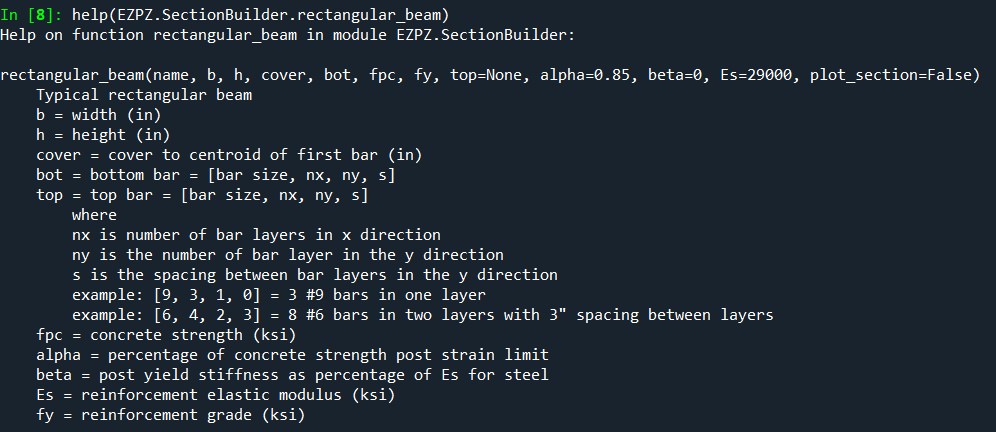 In [8]: help(EZPZ.SectionBuilder.rectangular_beam)
Help on function rectangular_beam in module EZPZ.SectionBuilder:
rectangular_beam(name, b, h, cover, bot, fpc, fy, top=None, alpha=0.85, beta=0, Es=29000, plot_section=False)
Typical rectangular beam
b = width (in)
h = height (in)
cover = cover to centroid of first bar (in)
bot = bottom bar = [bar size, nx, ny, s]
top = top bar = [bar size, nx, ny, s]
where
nx is number of bar layers in x direction
ny is the number of bar layer in the y direction
s is the spacing between bar layers in the y direction
example: [9, 3, 1, 0] = 3 #9 bars in one layer
example: [6, 4, 2, 3] = 8 #6 bars in two layers with 3" spacing between layers
fpc = concrete strength (ksi)
alpha = percentage of concrete strength post strain limit
beta = post yield stiffness as percentage of Es for steel
Es = reinforcement elastic modulus (ksi)
fy = reinforcement grade (ksi)